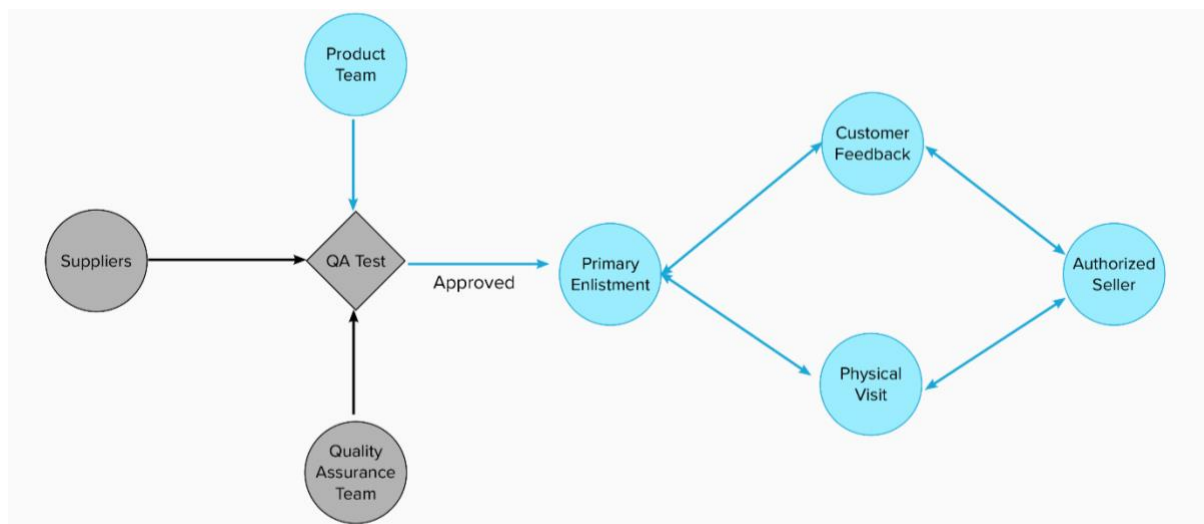 Product
Team
Suppliers
QA Test
Approved
Quality
Assurance
Team
Primary
Enlistment
Customer
Feedback
Physical
Visit
Authorized
Seller